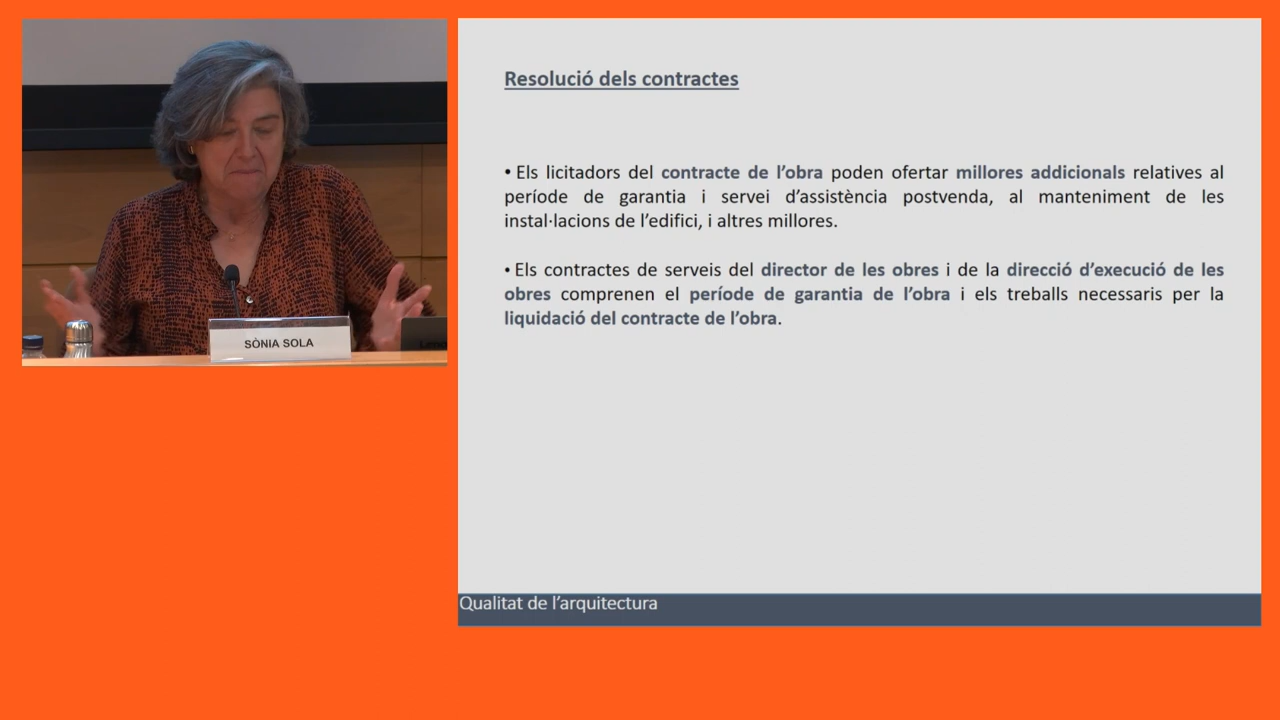 SÒNIA SOLA
Resolució dels contractes
• Els licitadors del contracte de l’obra poden ofertar millores addicionals relatives al
període de garantia i servei d’assistència postvenda, al manteniment de les
instal·lacions de l’edifici, i altres millores.
• Els contractes de serveis del director de les obres i de la direcció d’execució de les
obres comprenen el període de garantia de l’obra i els treballs necessaris per la
liquidació del contracte de l’obra.
Qualitat de l’arquitectura